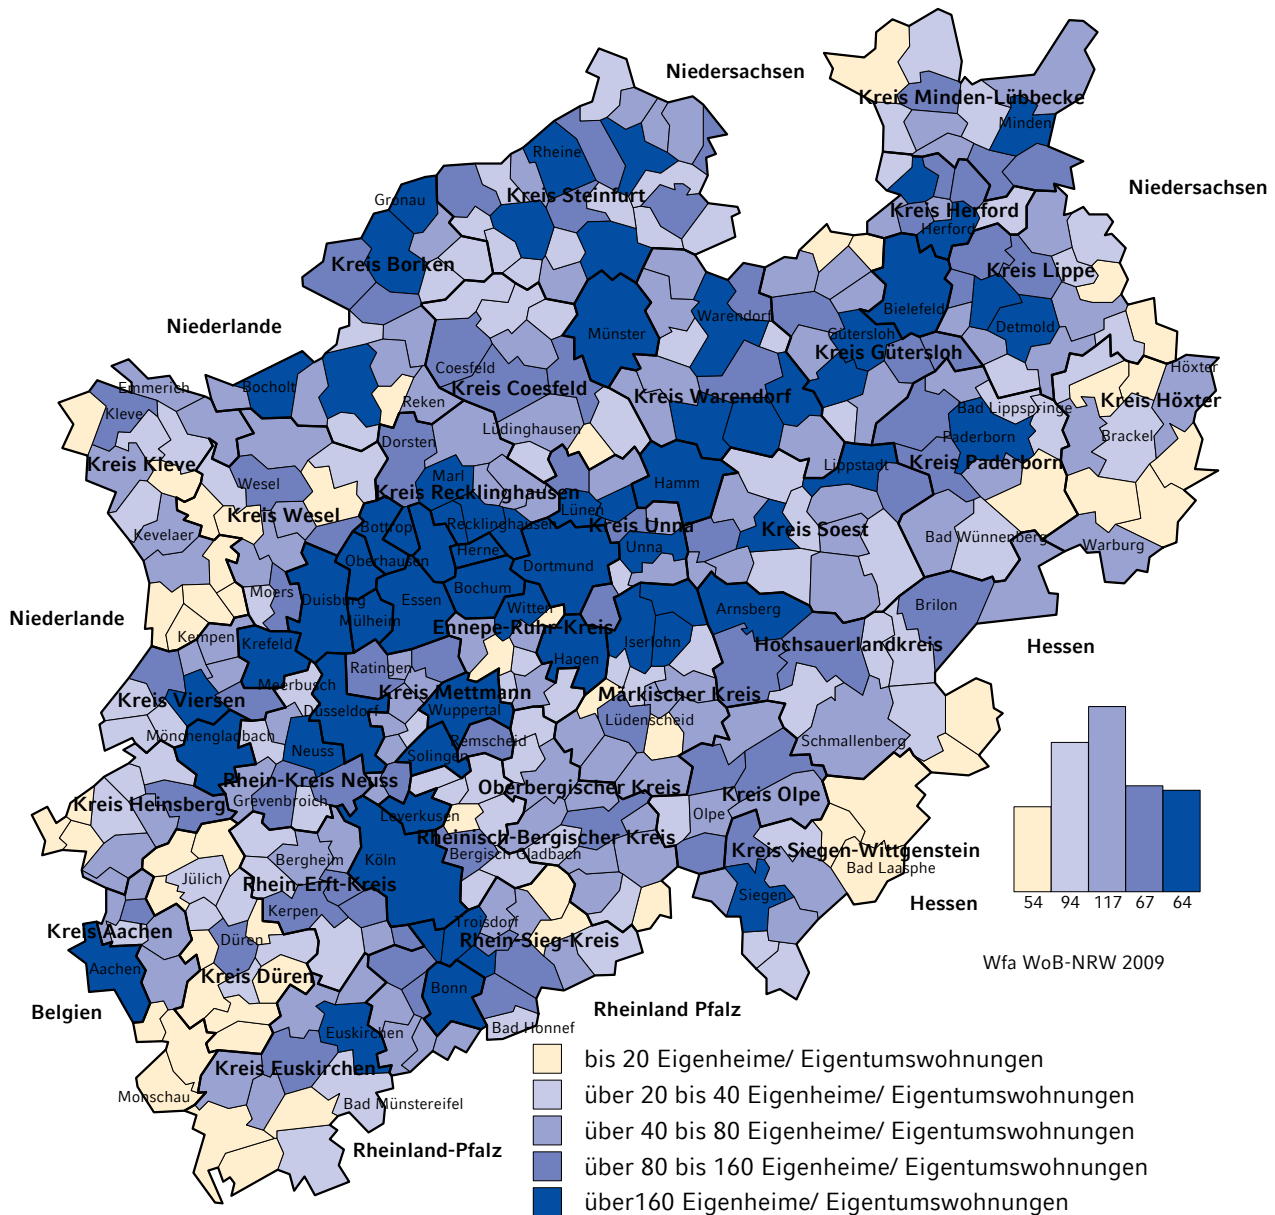 Niedersachsen
Kreis Minden-Lübbecke
Minden
Rheine
Niedersachsen
Gronau
Kreis Steinfurt
Kreis Herford
Herford
Kreis Borken
Kreis Lippe
Warendorf
Bielefeld
Niederlande
Münster
Gütersloh
Detmold
Kreis Gütersloh
Coesfeld
Höxter
Emmerich
Bocholt
Kreis Coesfeld
Kreis Warendorf
Reken
Kreis Höxter
Kleve
Bad Lippspringe
Lüdinghausen
Dorsten
Paderborn
Brackel
Kreis Kleve
Lippstadt
Kreis Paderborn
Marl
Wesel
Hamm
Kreis Recklinghausen
Lünen
Kreis Wesel
Bottrop
Recklinghausen
Kreis Unna
Kreis Soest
Kevelaer
Bad Wünnenberg
Unna
Warburg
Herne
Oberhausen
Dortmund
Moers
Bochum
Duisburg
Essen
Brilon
Witten
Arnsberg
Niederlande
Mülheim
Ennepe-Ruhr-Kreis
Kempen
Krefeld
Iserlohn
Hochsauerlandkreis
Hessen
Hagen
Ratingen
Meerbusch
Kreis Mettmann
Märkischer Kreis
Kreis Viersen
Düsseldorf
Wuppertal
Lüdenscheid
Mönchengladbach
Remscheid
Schmallenberg
Neuss
Solingen
Rhein-Kreis Neuss
Oberbergischer Kreis
Kreis Olpe
Kreis Heinsberg
Grevenbroich
Leverkusen
Olpe
Rheinisch-Bergischer Kreis
Kreis Siegen-Wittgenstein
Bergheim
Köln
Bergisch Gladbach
Bad Laasphe
Jülich
Rhein-Erft-Kreis
Siegen
Hessen
54 94 117 67 64
Kerpen
Troisdorf
Kreis Aachen
Düren
Rhein-Sieg-Kreis
Wfa WoB-NRW 2009
Aachen
Kreis Düren
Bonn
Belgien
Rheinland Pfalz
Euskirchen
Bad Honnef
Kreis Euskirchen
Monschau
Bad Münstereifel
Rheinland-Pfalz
bis 20 Eigenheime/ Eigentumswohnungen
über 20 bis 40 Eigenheime/ Eigentumswohnungen
über 40 bis 80 Eigenheime/ Eigentumswohnungen
über 80 bis 160 Eigenheime/ Eigentumswohnungen
über160 Eigenheime/ Eigentumswohnungen